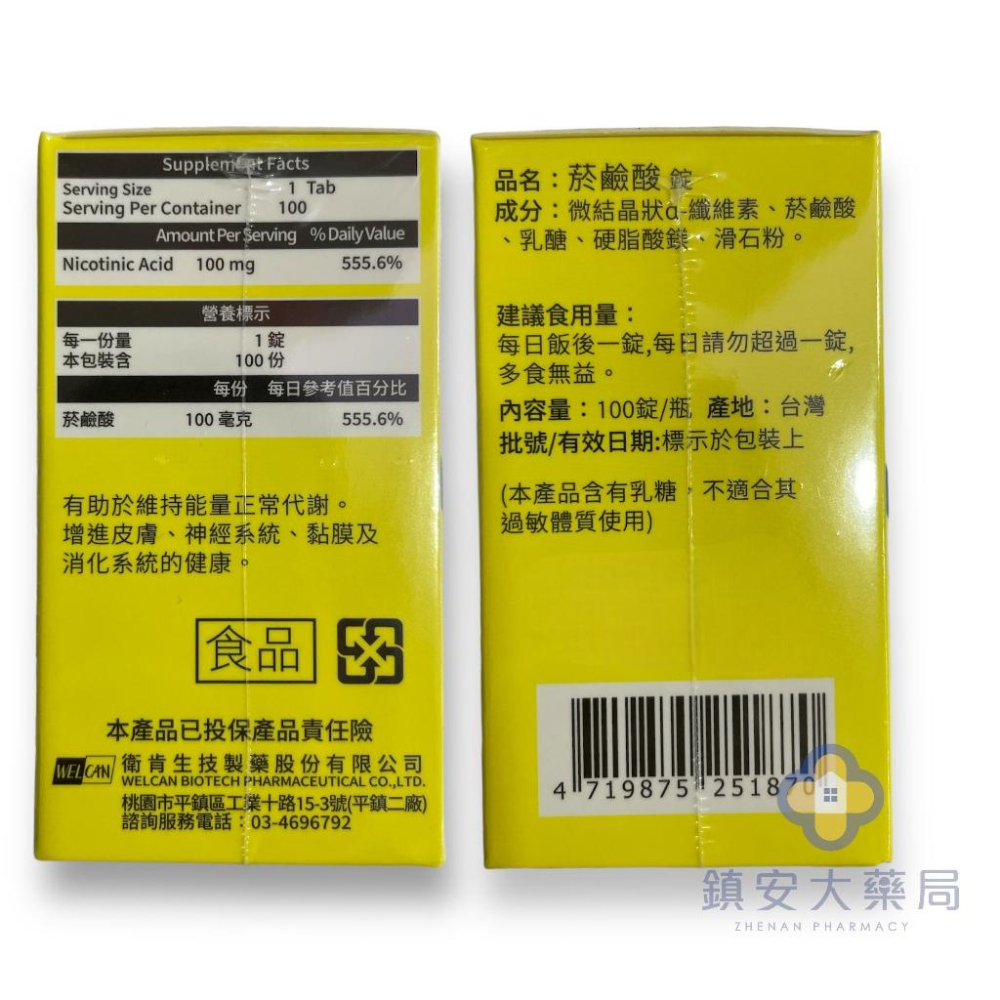 Supplement Facts
Serving Size 1 Tab
Serving Per Container 100
Amount Per Serving % Daily Value
Nicotinic Acid 100 mg 555.6%
營養標示
每一份量 1 錠
本包裝含 100 份
每份 每日參考值百分比
菸鹼酸 100 毫克 555.6%
有助於維持能量正常代謝。
增進皮膚、神經系統、黏膜及
消化系統的健康。
食品
本產品已投保產品責任險
WELCAN 衛肯生技製藥股份有限公司
WELCAN BIOTECH PHARMACEUTICAL CO.,LTD.
桃園市平鎮區工業十路15-3號(平鎮二廠)
諮詢服務電話：03-4696792
品名：菸鹼酸 錠
成分：微結晶狀α-纖維素、菸鹼酸
、乳醣、硬脂酸鎂、滑石粉。
建議食用量：
每日飯後一錠,每日請勿超過一錠,
多食無益。
內容量：100錠/瓶 產地：台灣
批號/有效日期:標示於包裝上
(本產品含有乳糖，不適合其
過敏體質使用)
4 719875 251870
鎮安大藥局
ZHENAN PHARMACY